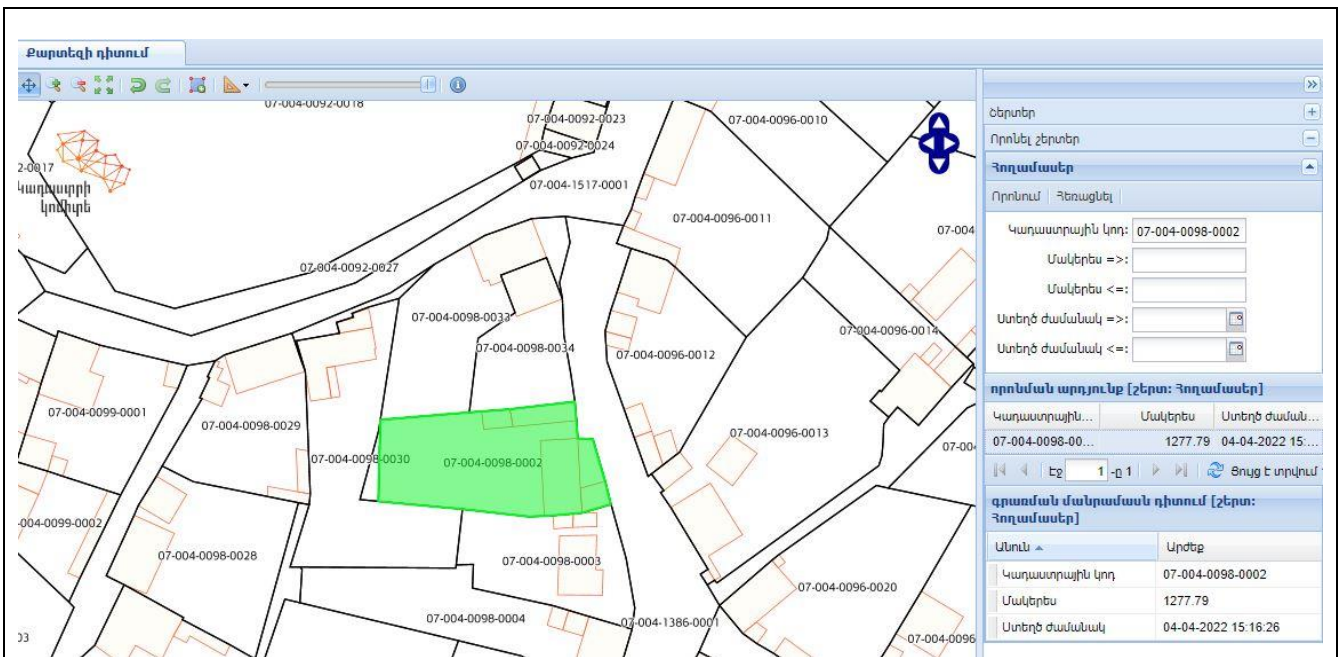 Քարտեզի դիտում
07-004-0092-0018
07-004-0092-0023
07-004-0096-0010
07-004-0092-0024
2-0017
Կադաստրի
կոմիտե
07-004-1517-0001
07-004-0096-0011
07-004
07-004-0092-0027
07-004-0098-0033
07-004-0096-0014
07-004-0098-0034
07-004-0096-0012
07-004-0099-0001
07-004-0098-0029
07-004-0096-0013
07-00
07-004-0098-0030
07-004-0098-0002
-004-0099-0002
07-004-0098-0028
07-004-0098-0003
07-004-0096-0020
07-004-0098-0004
07-004-1386-0001
07-004-0096
03
Շերտեր
Որոնել շերտեր
Հողամասեր
Որոնում Հեռացնել
Կադաստրային կոդ: 07-004-0098-0002
Մակերես =>:
Մակերես <=:
Ստեղծ ժամանակ =>:
Ստեղծ ժամանակ <=:
որոնման արդյունք [շերտ: Հողամասեր]
Կադաստրային... Մակերես Ստեղծ ժաման...
07-004-0098-00... 1277.79 04-04-2022 15:...
Էջ 1 -ը 1 Ցույց է տրվում
գրառման մանրամասն դիտում [շերտ:
Հողամասեր]
Անուն Արժեք
Կադաստրային կոդ 07-004-0098-0002
Մակերես 1277.79
Ստեղծ ժամանակ 04-04-2022 15:16:26